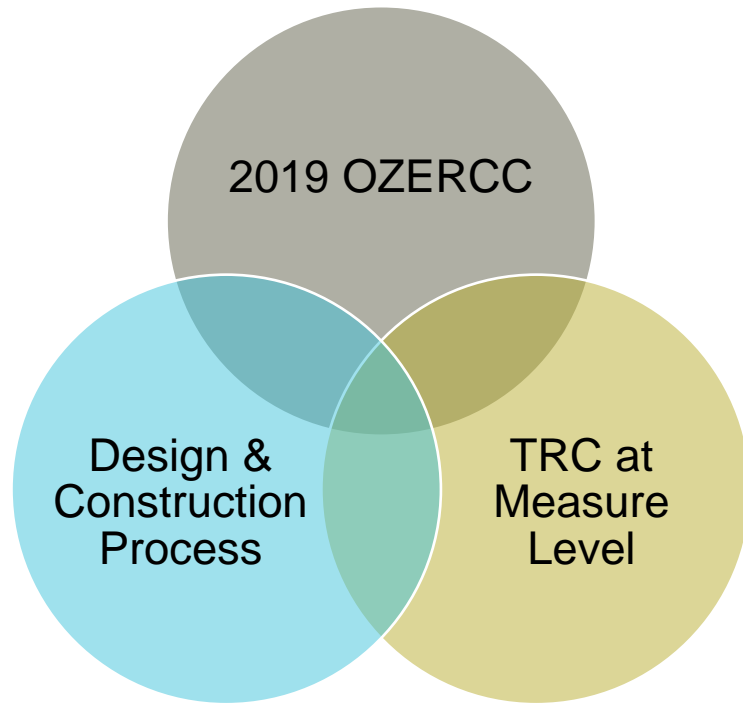 2019 OZERCC
Design &
Construction
Process
TRC at
Measure
Level